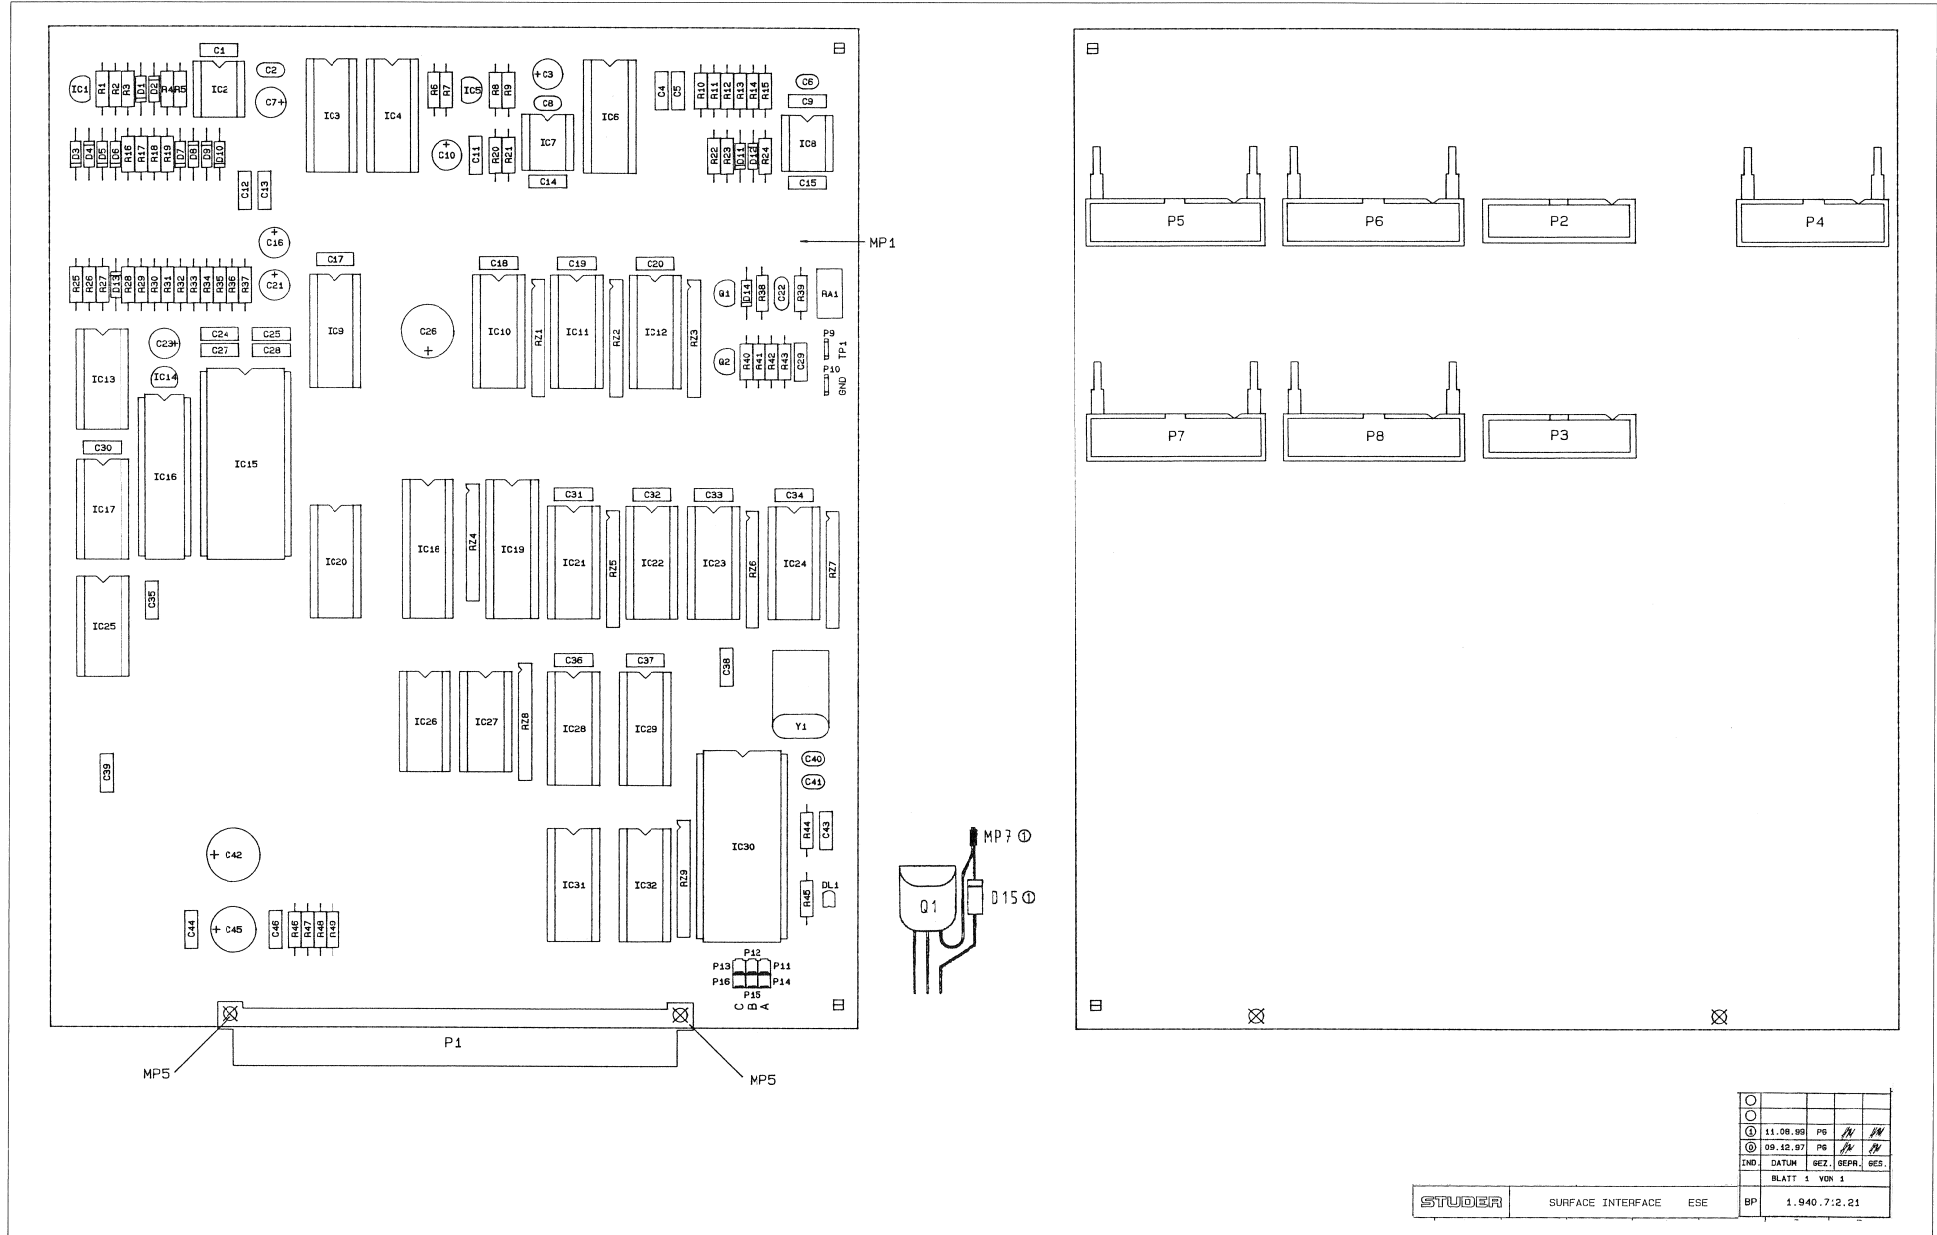 C1
C2
C3
C6
IC1
R1
R2
R3
D1
D2
R4
R5
IC2
C7+
IC3
IC4
R6
R7
IC5
R8
R9
C8
IC6
C4
C5
R10
R11
R12
R13
R14
R15
C9
D3
D4
D5
D6
R16
R17
R18
R19
D7
D8
D9
D10
C10
C11
R20
R21
IC7
R22
R23
D11
D12
R24
IC8
C12
C13
C14
C15
C16
MP1
C17
C18
C19
C20
R25
R26
R27
D13
R28
R29
R30
R31
R32
R33
R34
R35
R36
R37
C21
Q1
D14
R38
C22
R39
RA1
C23+
C24
C25
C27
C28
IC9
C26
IC10
RZ1
IC11
RZ2
IC12
RZ3
P9
TP1
Q2
R40
R41
R42
R43
C29
P10
GND
IC13
IC14
C30
IC16
IC15
IC17
C31
C32
C33
C34
IC20
IC18
RZ4
IC19
IC21
RZ5
IC22
IC23
RZ6
IC24
RZ7
C35
IC25
C36
C37
C38
IC26
IC27
RZ8
IC28
IC29
Y1
C39
C40
C41
C42
R44
C43
IC30
IC31
IC32
RZ9
R45
DL1
C44
C45
C46
R46
R47
R48
R49
P12
P13
P11
P16
P14
P15
C
B
A
P1
MP5
MP5
MP7 ①
D15 ①
Q1
P5
P6
P2
P4
P7
P8
P3
① 11.08.99 PG
⓪ 09.12.97 PG
IND. DATUM GEZ. GEPR. GES.
BLATT 1 VON 1
STUDER SURFACE INTERFACE ESE BP 1.940.712.21